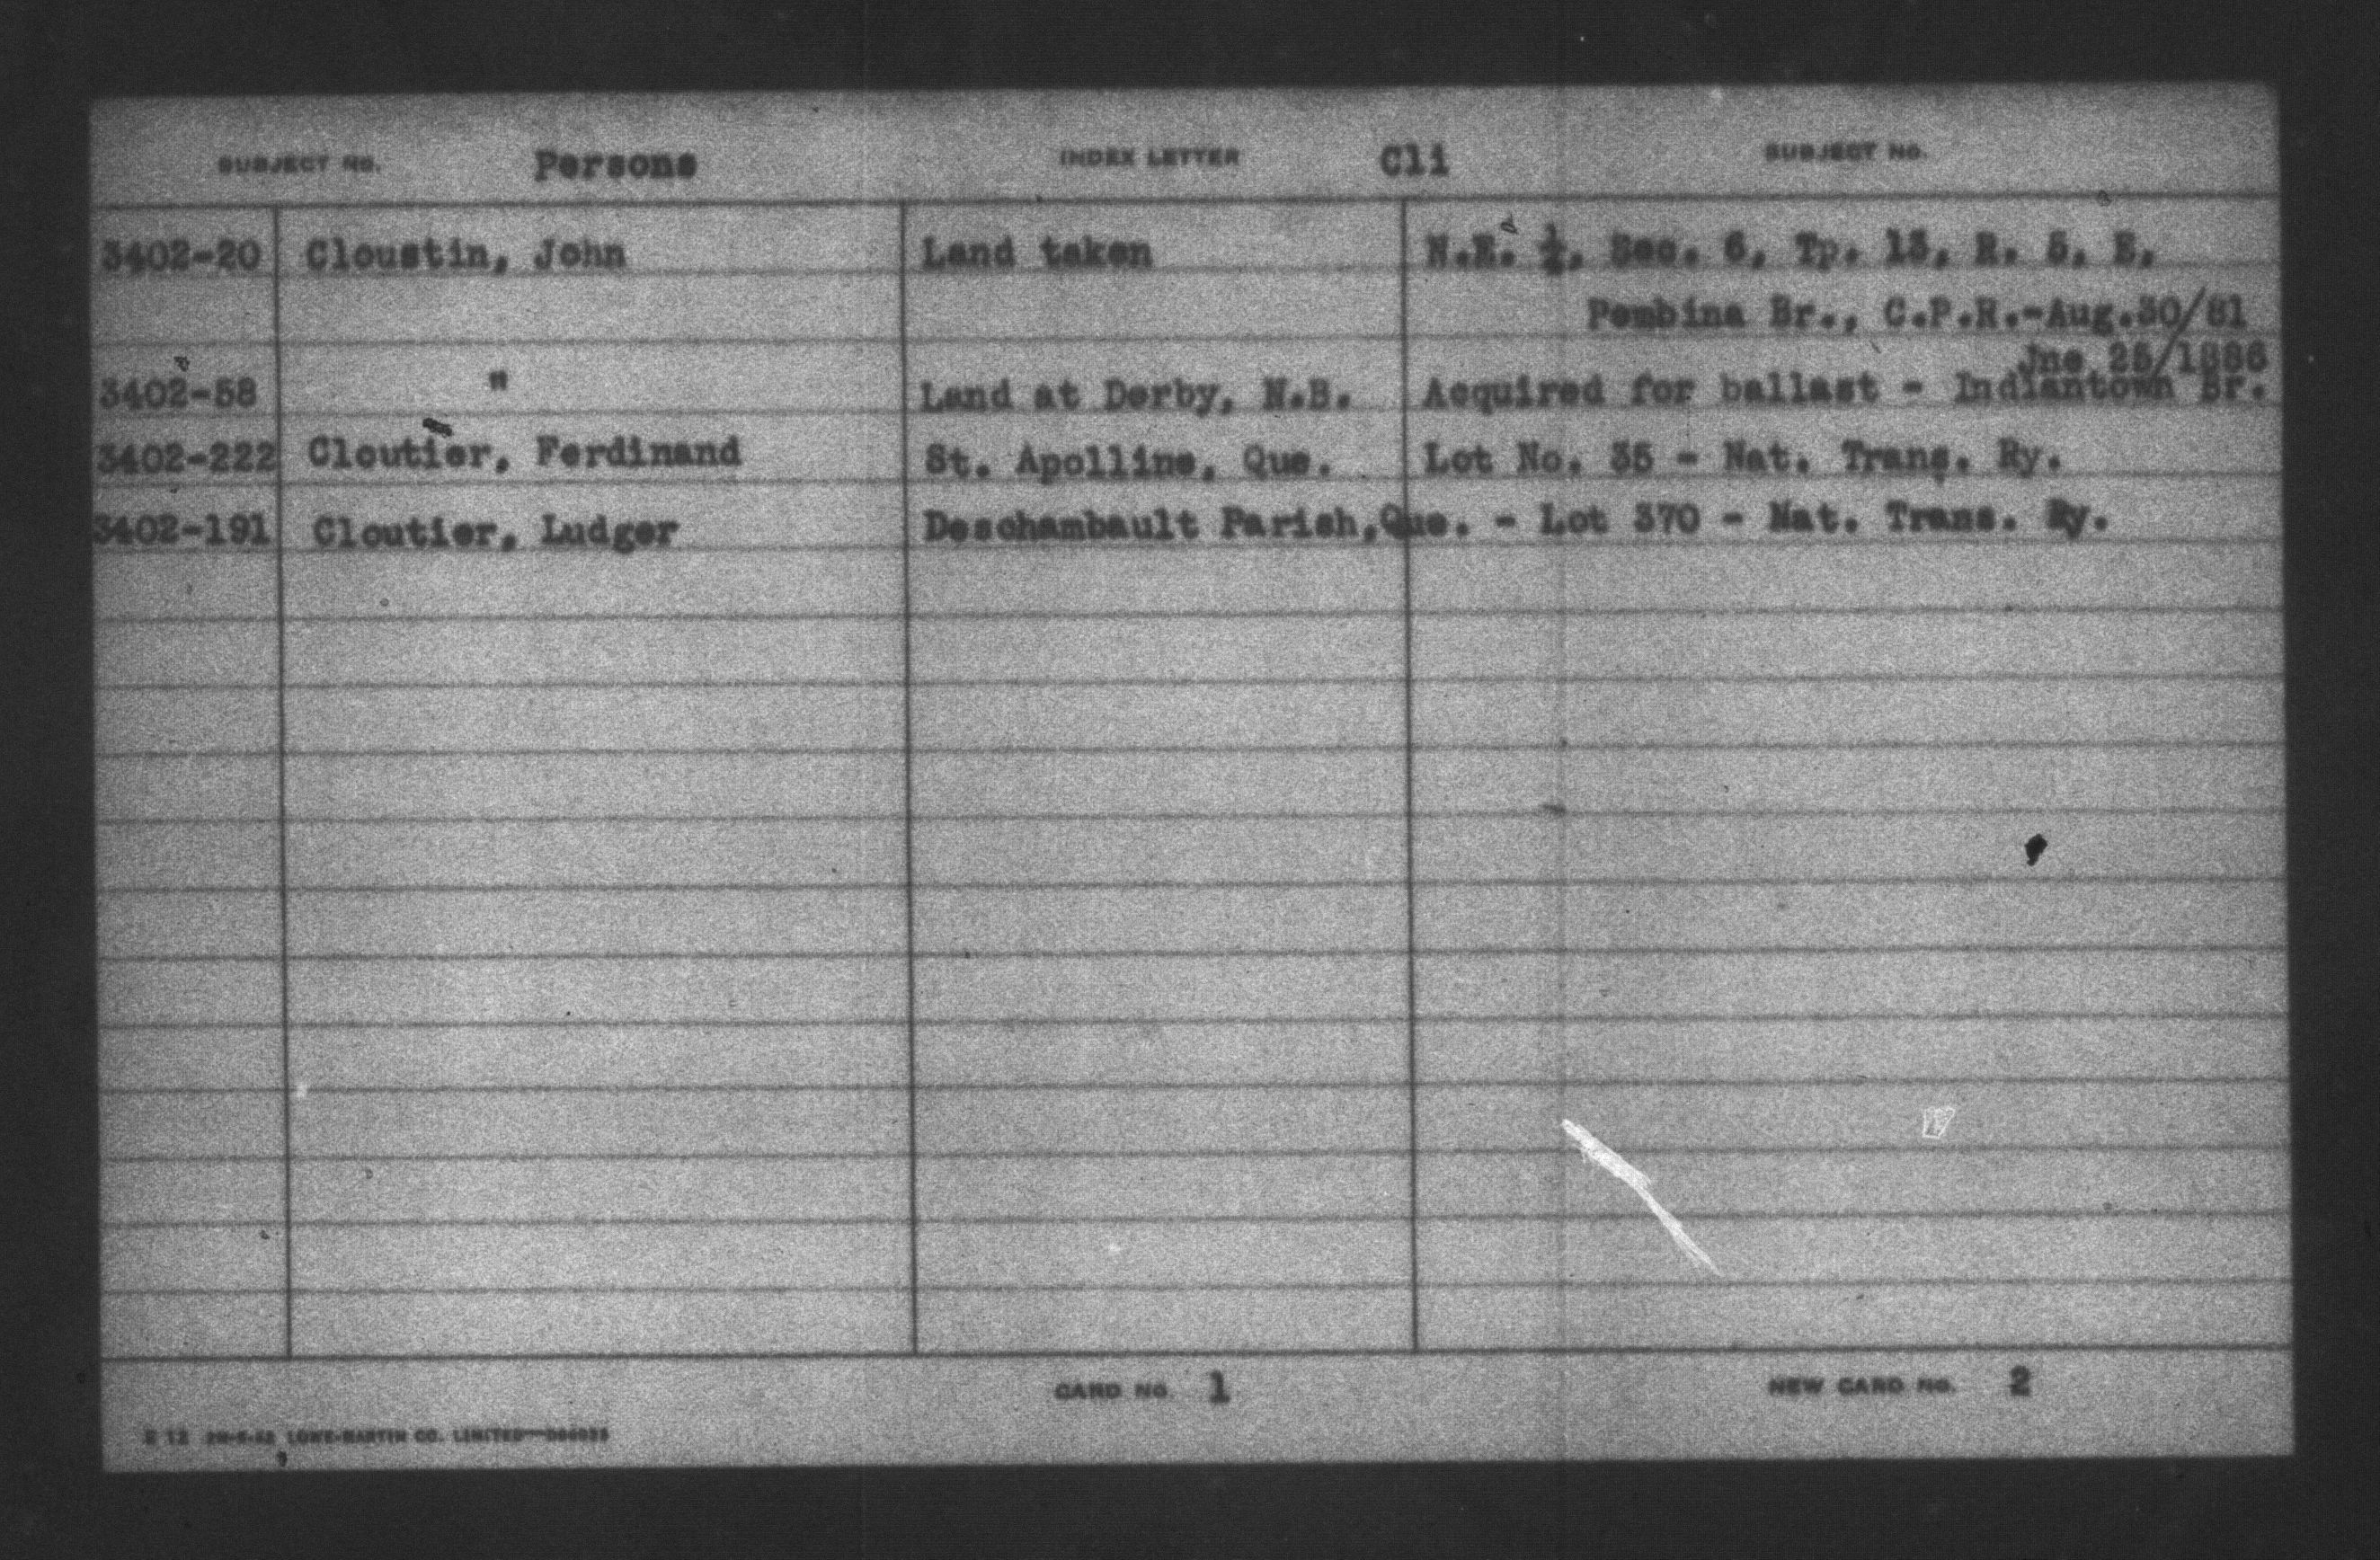 SUBJECT NO. Persons INDEX LETTER Cli SUBJECT NO.
3402-20 Cloustin, John Land taken N.E. ¼, Sec. 6, Tp. 13, R. 5, E,
Pembina Br., C.P.R.-Aug.30/81
Jne 25/1886
3402-58 " Land at Derby, N.B. Acquired for ballast - Indiantown Br.
3402-222 Cloutier, Ferdinand St. Apolline, Que. Lot No. 35 - Nat. Trans. Ry.
3402-191 Cloutier, Ludger Deschambault Parish,Que. - Lot 370 - Nat. Trans. Ry.
CARD NO. 1 NEW CARD NO. 2
E 12 LOWE-MARTIN CO. LIMITED